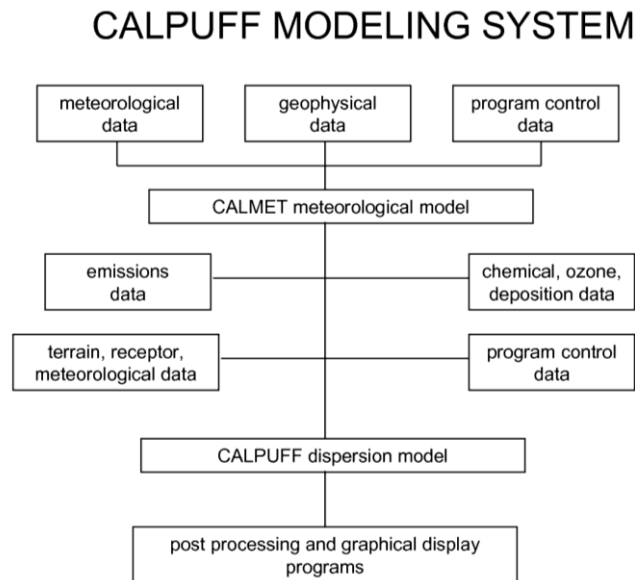 CALPUFF MODELING SYSTEM
meteorological
data
geophysical
data
program control
data
CALMET meteorological model
emissions
data
chemical, ozone,
deposition data
terrain, receptor,
meteorological data
program control
data
CALPUFF dispersion model
post processing and graphical display
programs